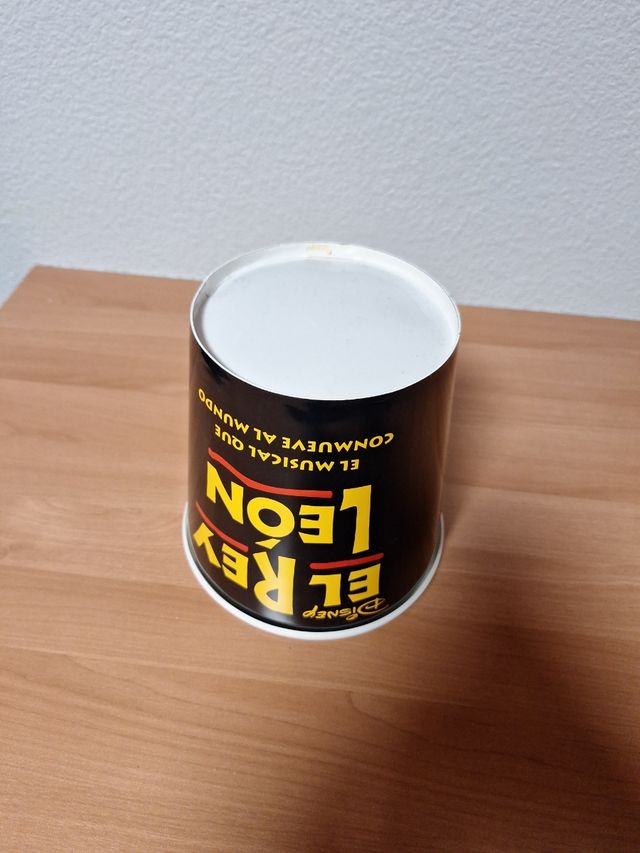 Disney
EL REY
LEÓN
EL MUSICAL QUE
CONMUEVE AL MUNDO